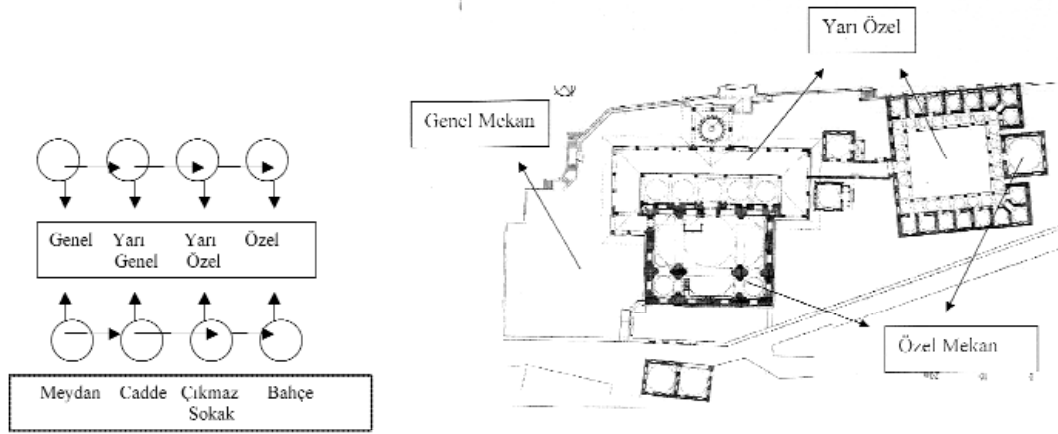 Genel Yarı Yarı Özel
Genel Özel
Meydan Cadde Çıkmaz Bahçe
Sokak
Yarı Özel
Genel Mekan
Özel Mekan